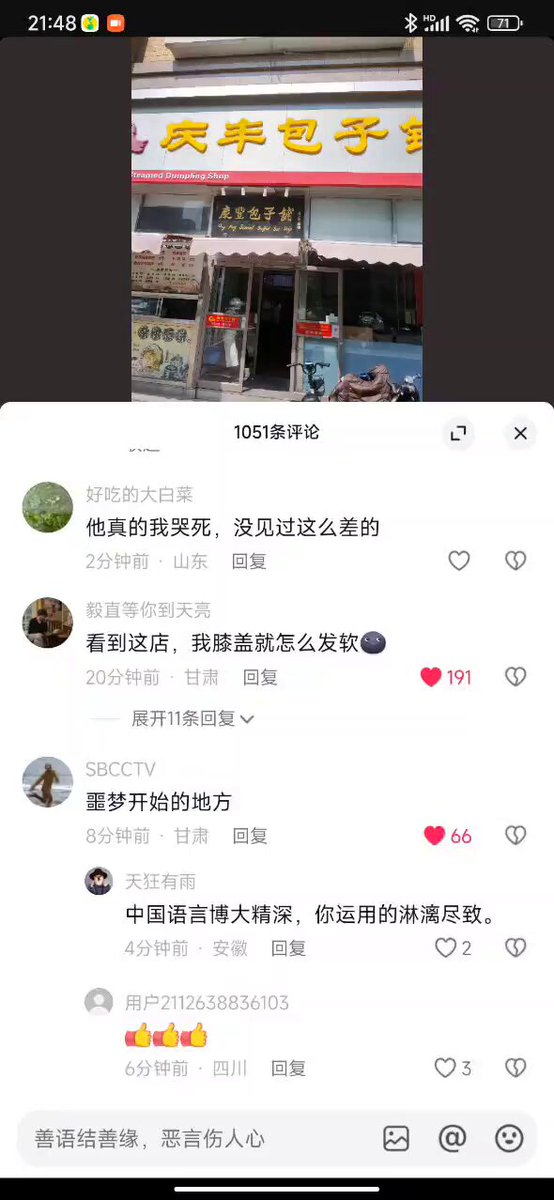 21:48
HD
71
庆丰包子铺
Steamed Dumpling Shop
慶豐包子鋪
1051条评论
好吃的大白菜
他真的我哭死，没见过这么差的
2分钟前 · 山东 回复
毅直等你到天亮
看到这店，我膝盖就怎么发软🌚
20分钟前 · 甘肃 回复 191
展开11条回复
SBCCTV
噩梦开始的地方
8分钟前 · 甘肃 回复 66
天狂有雨
中国语言博大精深，你运用的淋漓尽致。
4分钟前 · 安徽 回复 2
用户2112638836103
👍👍👍
6分钟前 · 四川 回复 3
善语结善缘，恶言伤人心
@